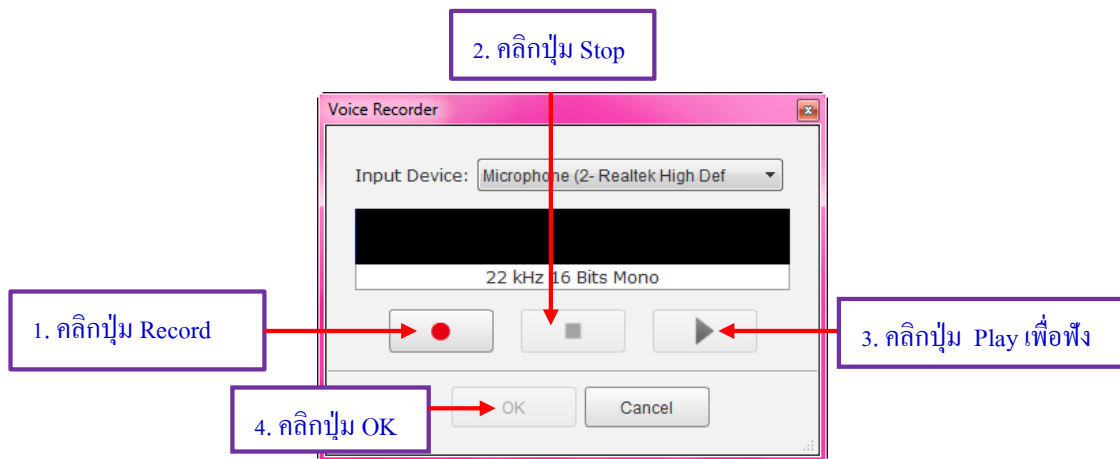 2. คลิกปุ่ม Stop
Voice Recorder
Input Device: Microphone (2- Realtek High Def
22 kHz 16 Bits Mono
1. คลิกปุ่ม Record
3. คลิกปุ่ม Play เพื่อฟัง
OK Cancel
4. คลิกปุ่ม OK